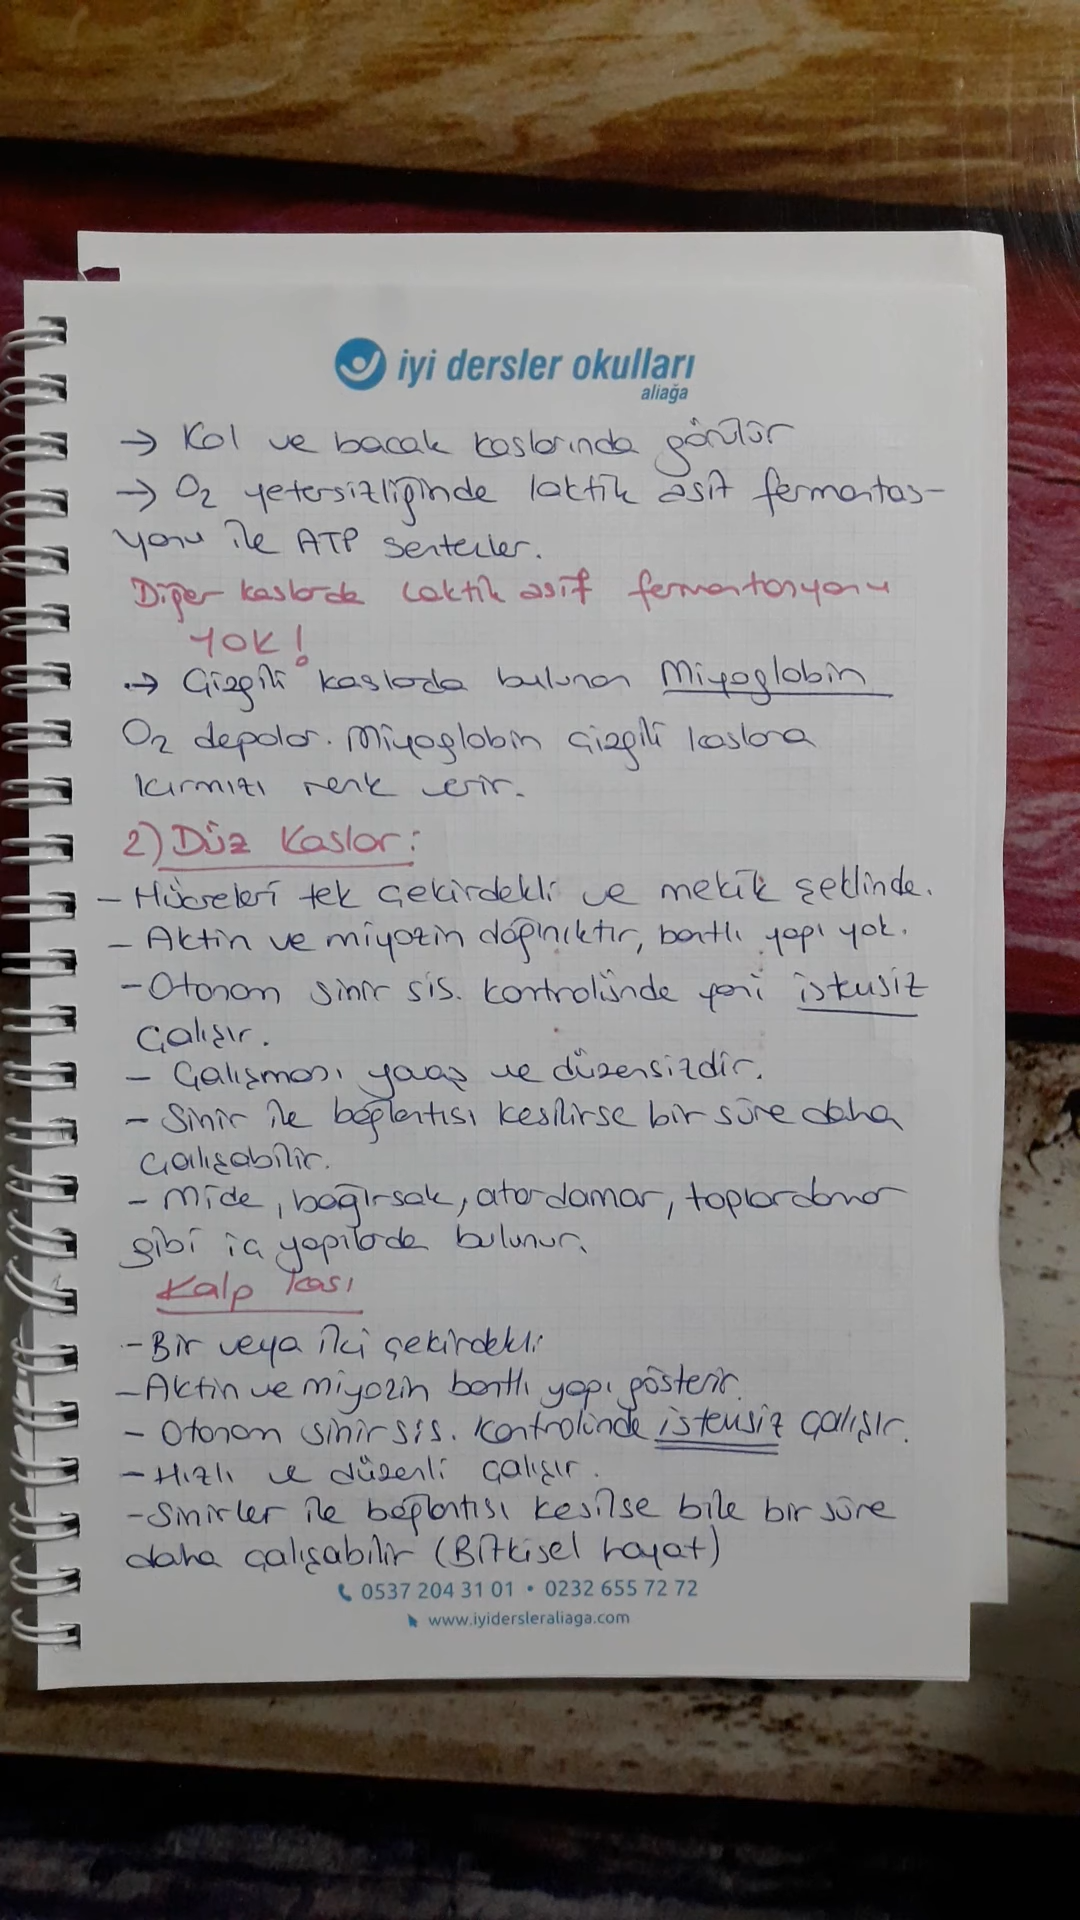 iyi dersler okulları
aliağa
→ Kol ve bacak kaslarında görülür
→ O2 yetersizliğinde laktik asit fermantas-
yonu ile ATP sentezler.
Diğer kaslarda laktik asit fermantasyonu
YOK!
→ Çizgili kaslarda bulunan Miyoglobin
O2 depolar. Miyoglobin çizgili kaslara
kırmızı renk verir.
2) Düz Kaslar:
- Hücreleri tek çekirdekli ve mekik şeklinde.
- Aktin ve miyozin dağınıktır, bantlı yapı yok.
- Otonom sinir sis. kontrolünde yani istemsiz
çalışır.
- Çalışması yavaş ve düzensizdir.
- Sinir ile bağlantısı kesilirse bir süre daha
çalışabilir.
- Mide, bağırsak, atardamar, toplardamar
gibi iç yapılarda bulunur.
Kalp kası
- Bir veya iki çekirdekli
- Aktin ve miyozin bantlı yapı gösterir.
- Otonom sinir sis. kontrolünde istemsiz çalışır.
- Hızlı ve düzenli çalışır.
- Sinirler ile bağlantısı kesilse bile bir süre
daha çalışabilir (Bitkisel hayat)
0537 204 31 01 • 0232 655 72 72
www.iyidersleraliaga.com